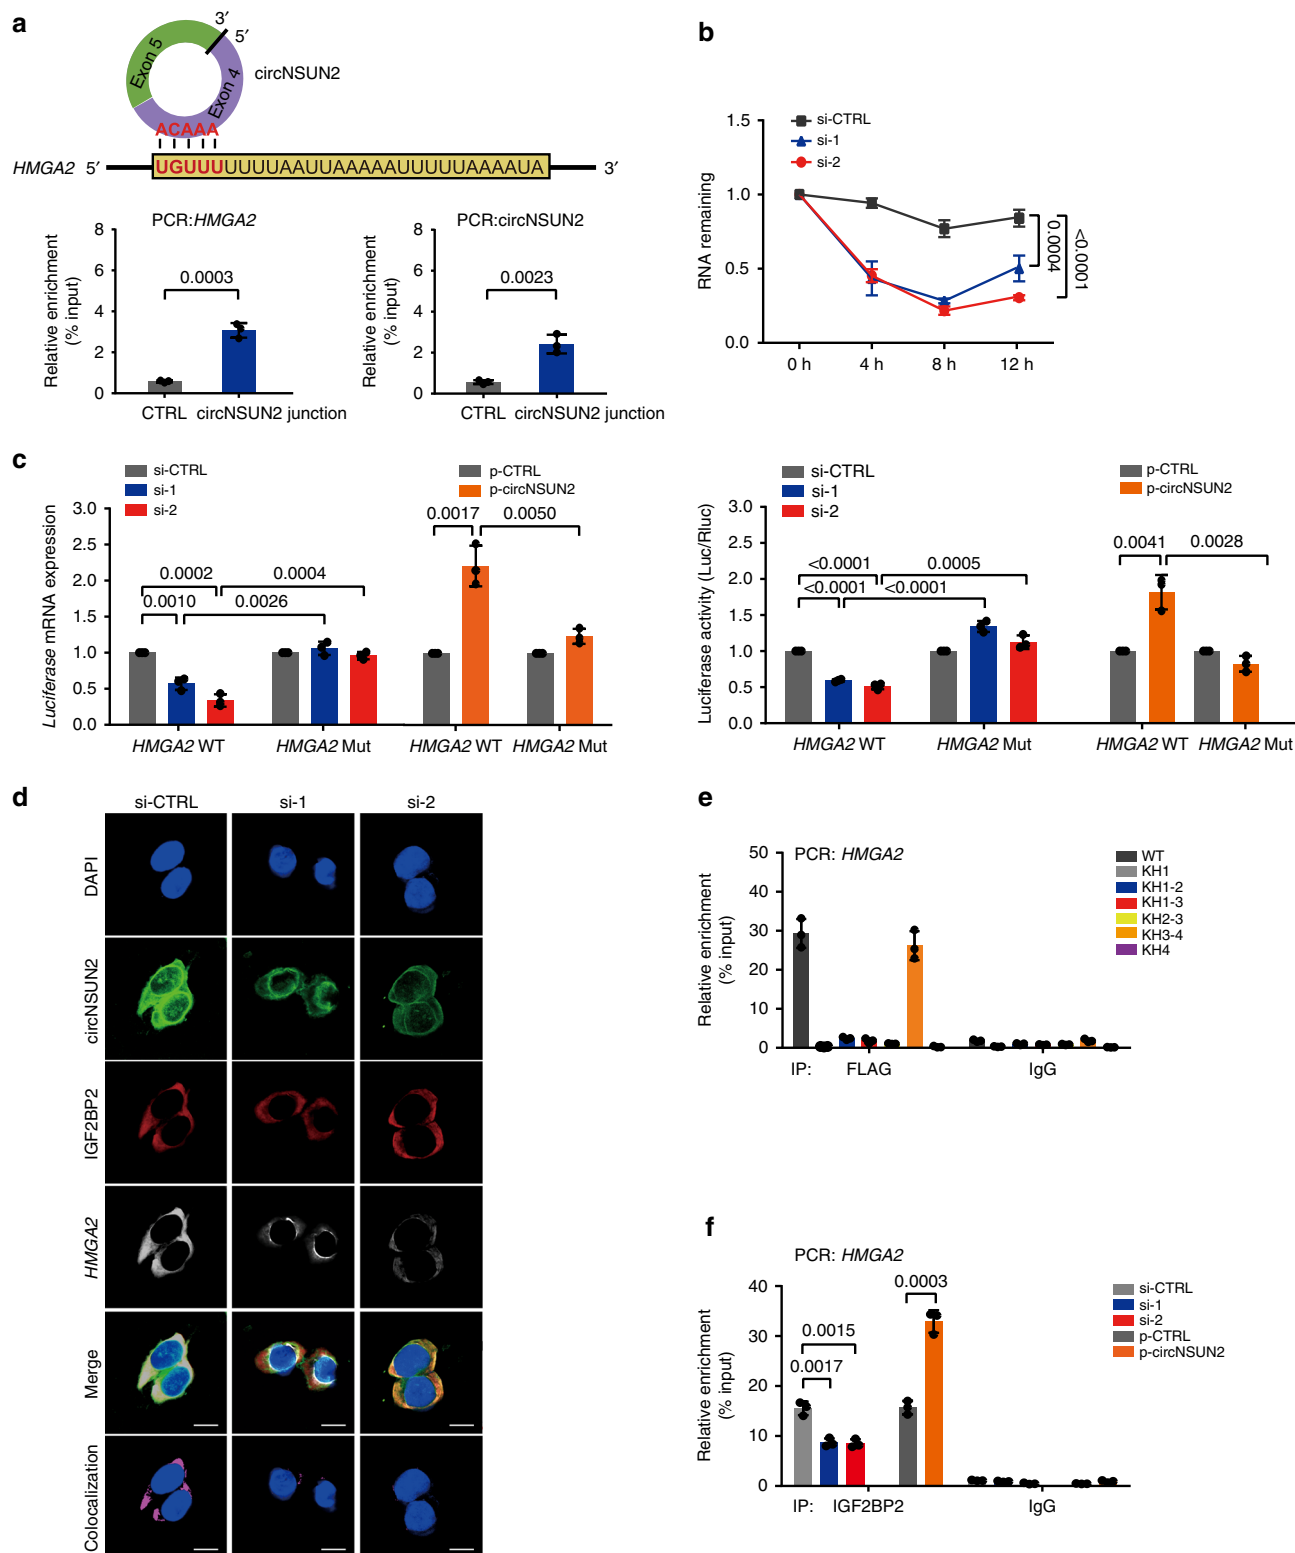 a
3′
5′
Exon 5
Exon 4
circNSUN2
ACAAA
HMGA2 5′ UGUUUUUUUAAUUAAAAAUUUUUAAAAUA 3′
PCR:HMGA2
Relative enrichment
(% input)
8
6
4
2
0
0.0003
CTRL circNSUN2 junction
PCR:circNSUN2
Relative enrichment
(% input)
8
6
4
2
0
0.0023
CTRL circNSUN2 junction
b
si-CTRL
si-1
si-2
RNA remaining
1.5
1.0
0.5
0.0
0 h 4 h 8 h 12 h
0.0004
<0.0001
c
si-CTRL
si-1
si-2
p-CTRL
p-circNSUN2
Luciferase mRNA expression
3.0
2.5
2.0
1.5
1.0
0.5
0.0
0.0002
0.0010
0.0004
0.0026
0.0017
0.0050
HMGA2 WT HMGA2 Mut HMGA2 WT HMGA2 Mut
si-CTRL
si-1
si-2
p-CTRL
p-circNSUN2
Luciferase activity (Luc/Rluc)
3.0
2.5
2.0
1.5
1.0
0.5
0.0
<0.0001
<0.0001
0.0005
<0.0001
0.0041
0.0028
HMGA2 WT HMGA2 Mut HMGA2 WT HMGA2 Mut
d
si-CTRL si-1 si-2
DAPI
circNSUN2
IGF2BP2
HMGA2
Merge
Colocalization
e
PCR: HMGA2
Relative enrichment
(% input)
50
40
30
20
10
0
IP: FLAG IgG
WT
KH1
KH1-2
KH1-3
KH2-3
KH3-4
KH4
f
PCR: HMGA2
Relative enrichment
(% input)
40
30
20
15
10
0
0.0003
0.0015
0.0017
IP: IGF2BP2 IgG
si-CTRL
si-1
si-2
p-CTRL
p-circNSUN2